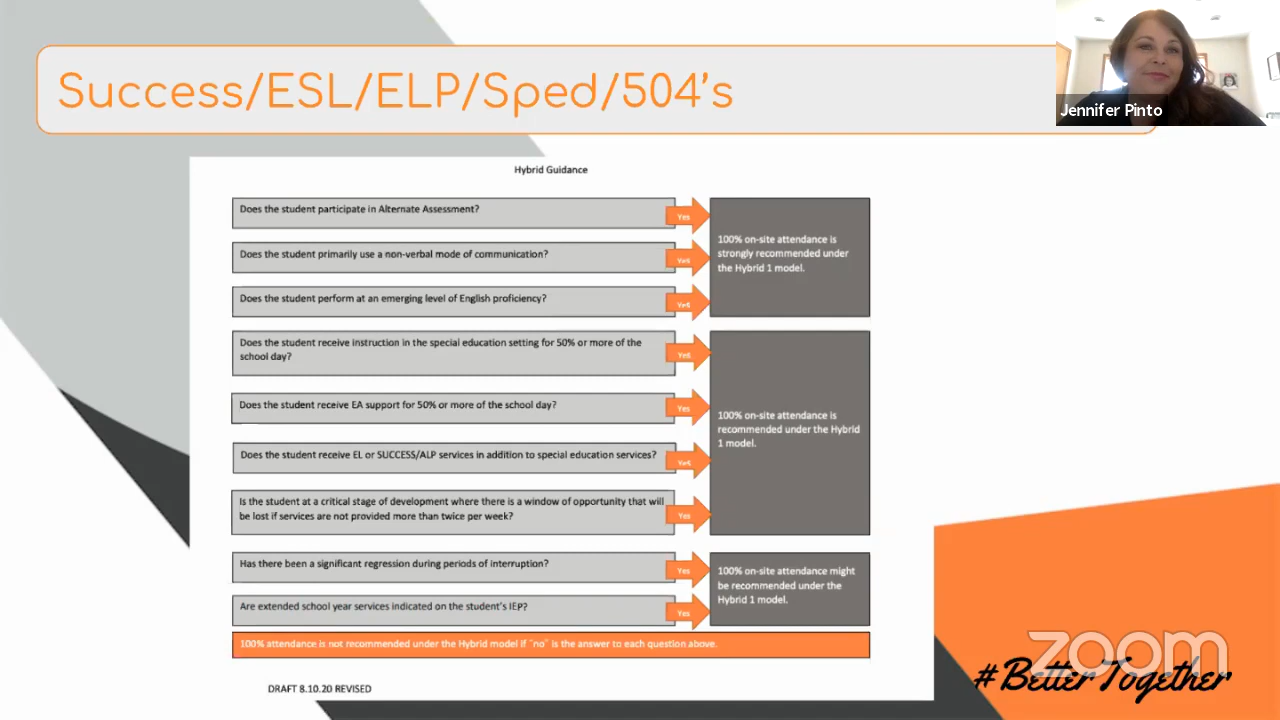 Success/ESL/ELP/Sped/504's
Jennifer Pinto
Hybrid Guidance
Does the student participate in Alternate Assessment?
Yes
Does the student primarily use a non-verbal mode of communication?
Yes
Does the student perform at an emerging level of English proficiency?
Yes
100% on-site attendance is
strongly recommended under
the Hybrid 1 model.
Does the student receive instruction in the special education setting for 50% or more of the
school day?
Yes
Does the student receive EA support for 50% or more of the school day?
Yes
Does the student receive EL or SUCCESS/ALP services in addition to special education services?
Yes
Is the student at a critical stage of development where there is a window of opportunity that will
be lost if services are not provided more than twice per week?
Yes
100% on-site attendance is
recommended under the Hybrid
1 model.
Has there been a significant regression during periods of interruption?
Yes
Are extended school year services indicated on the student's IEP?
Yes
100% on-site attendance might
be recommended under the
Hybrid 1 model.
100% attendance is not recommended under the Hybrid model if "no" is the answer to each question above.
DRAFT 8.10.20 REVISED
zoom
#BetterTogether